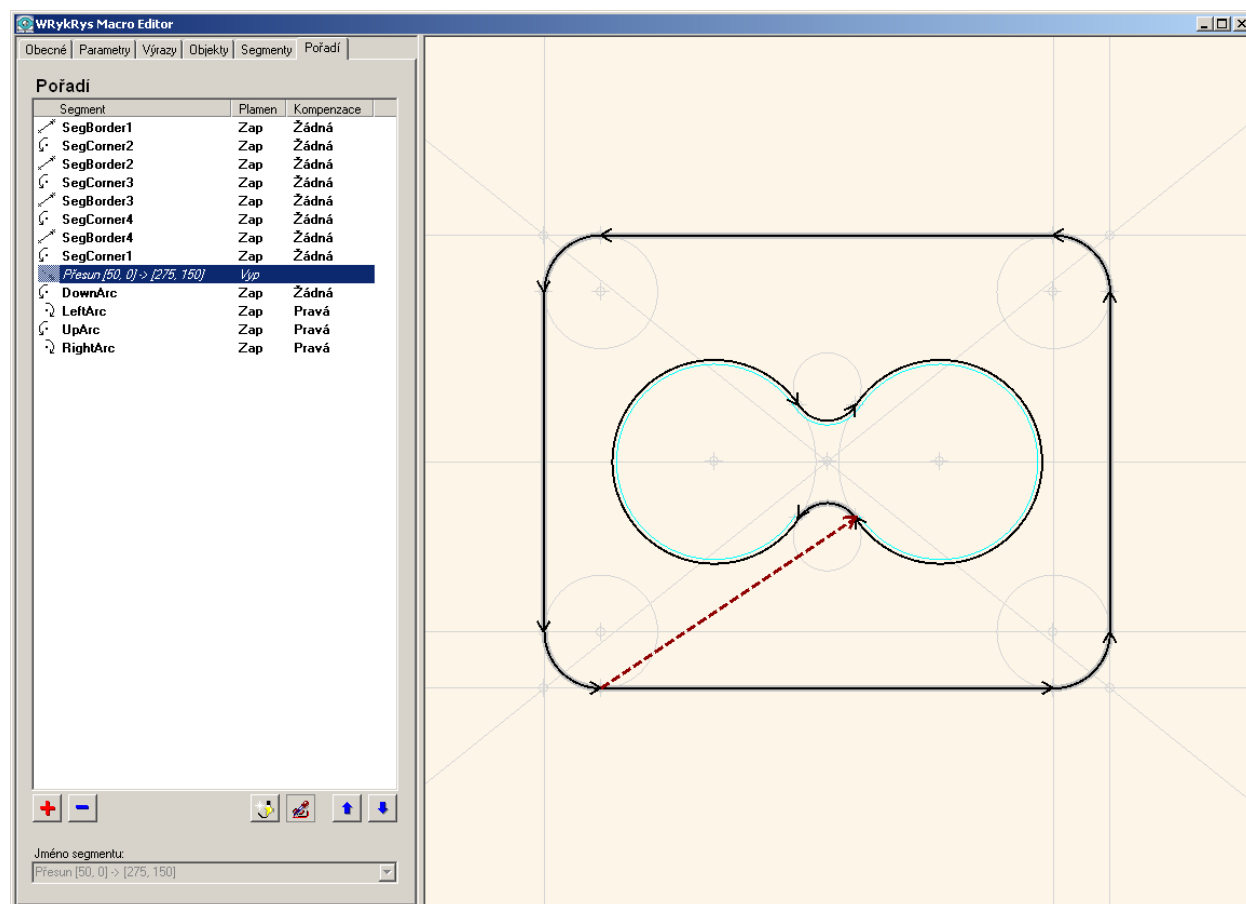 WRykRys Macro Editor
Obecné Parametry Výrazy Objekty Segmenty Pořadí
Pořadí
Segment Plamen Kompenzace
SegBorder1 Zap Žádná
SegCorner2 Zap Žádná
SegBorder2 Zap Žádná
SegCorner3 Zap Žádná
SegBorder3 Zap Žádná
SegCorner4 Zap Žádná
SegBorder4 Zap Žádná
SegCorner1 Zap Žádná
Přesun [50, 0] -> [275, 150] Vyp
DownArc Zap Žádná
LeftArc Zap Pravá
UpArc Zap Pravá
RightArc Zap Pravá
Jméno segmentu:
Přesun [50, 0] -> [275, 150]